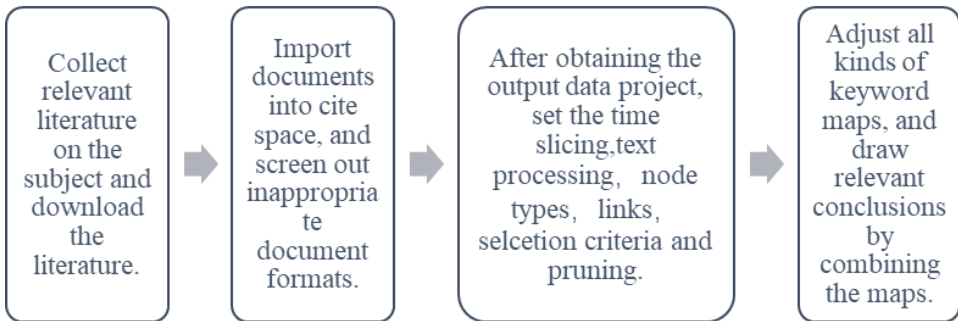 Collect
relevant
literature
on the
subject and
download
the
literature.
Import
documents
into cite
space, and
screen out
inappropria
te
document
formats.
After obtaining the
output data project,
set the time
slicing,text
processing， node
types， links，
selcetion criteria and
pruning.
Adjust all
kinds of
keyword
maps, and
draw
relevant
conclusions
by
combining
the maps.